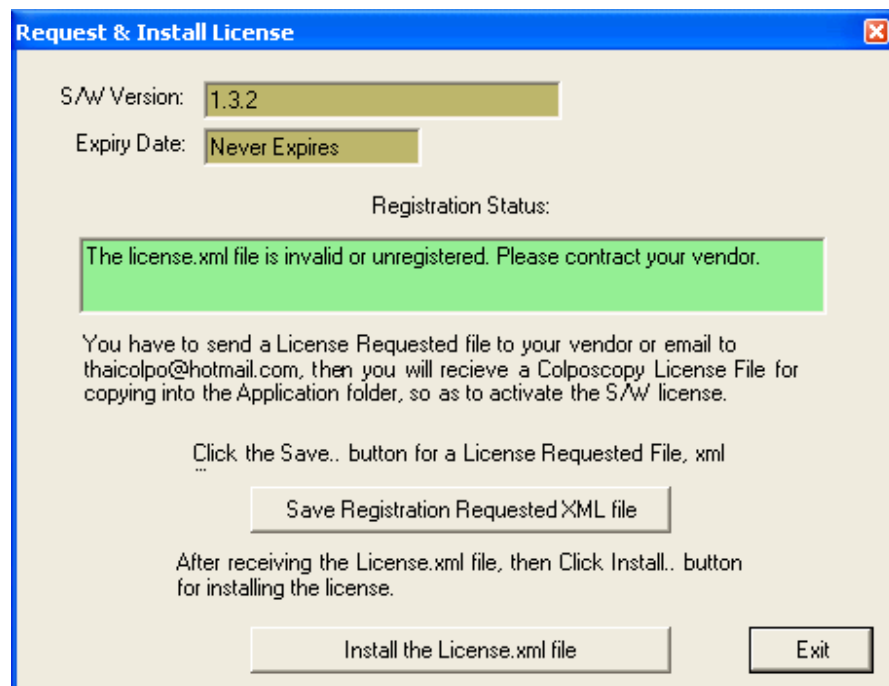 Request & Install License
S/W Version: 1.3.2
Expiry Date: Never Expires
Registration Status:
The license.xml file is invalid or unregistered. Please contract your vendor.
You have to send a License Requested file to your vendor or email to
thaicolpo@hotmail.com, then you will recieve a Colposcopy License File for
copying into the Application folder, so as to activate the S/W license.
Click the Save.. button for a License Requested File, xml
...
Save Registration Requested XML file
After receiving the License.xml file, then Click Install.. button
for installing the license.
Install the License.xml file
Exit